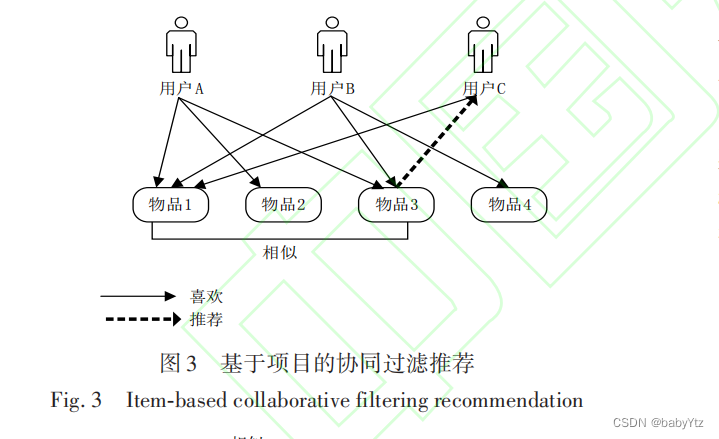 用户A 用户B 用户C
物品1 物品2 物品3 物品4
相似
喜欢
推荐
图 3 基于项目的协同过滤推荐
Fig. 3 Item-based collaborative filtering recommendation
CSDN @babyYtz